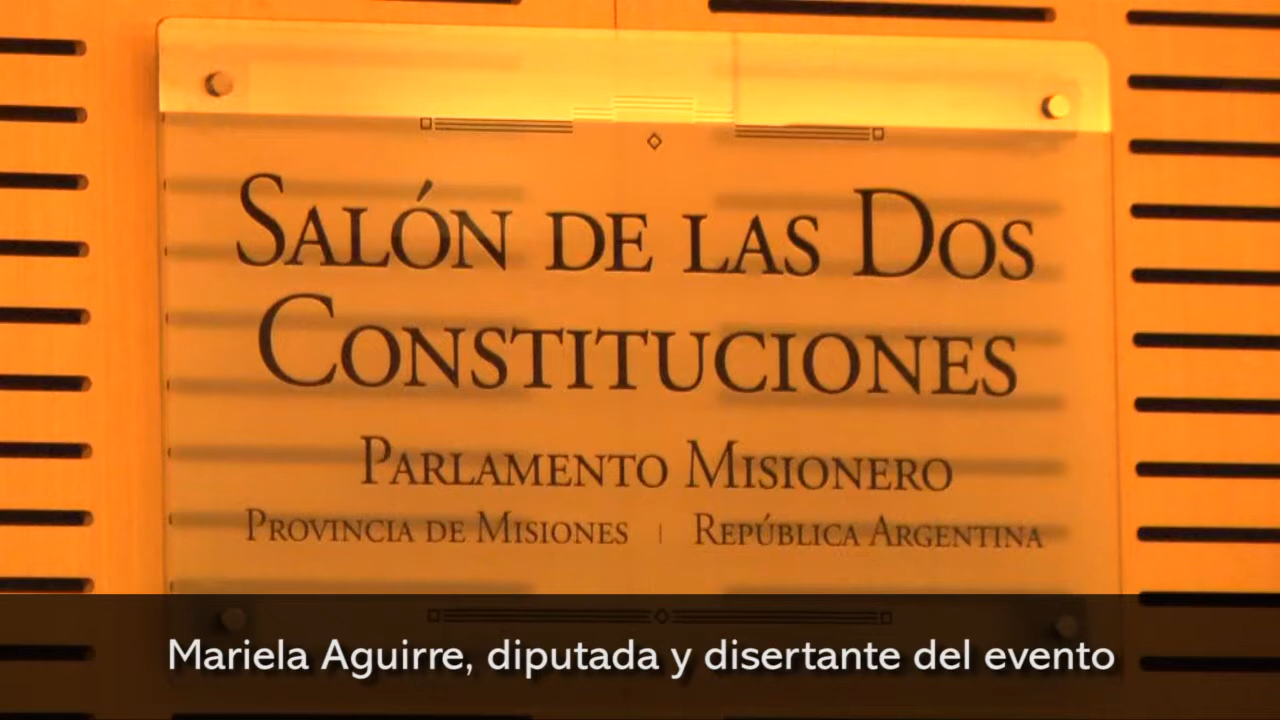 SALÓN DE LAS DOS
CONSTITUCIONES
PARLAMENTO MISIONERO
PROVINCIA DE MISIONES | REPÚBLICA ARGENTINA
Mariela Aguirre, diputada y disertante del evento